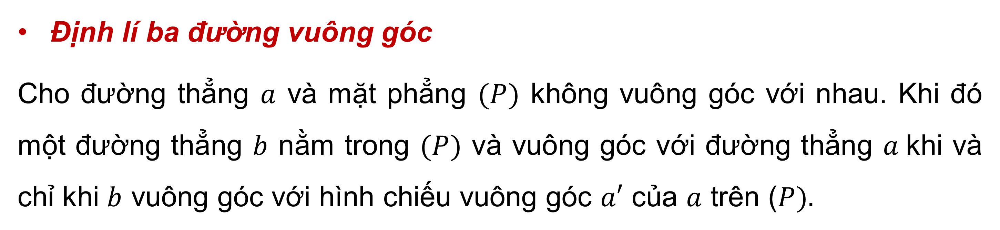 • Định lí ba đường vuông góc
Cho đường thẳng a và mặt phẳng (P) không vuông góc với nhau. Khi đó
một đường thẳng b nằm trong (P) và vuông góc với đường thẳng a khi và
chỉ khi b vuông góc với hình chiếu vuông góc a′ của a trên (P).